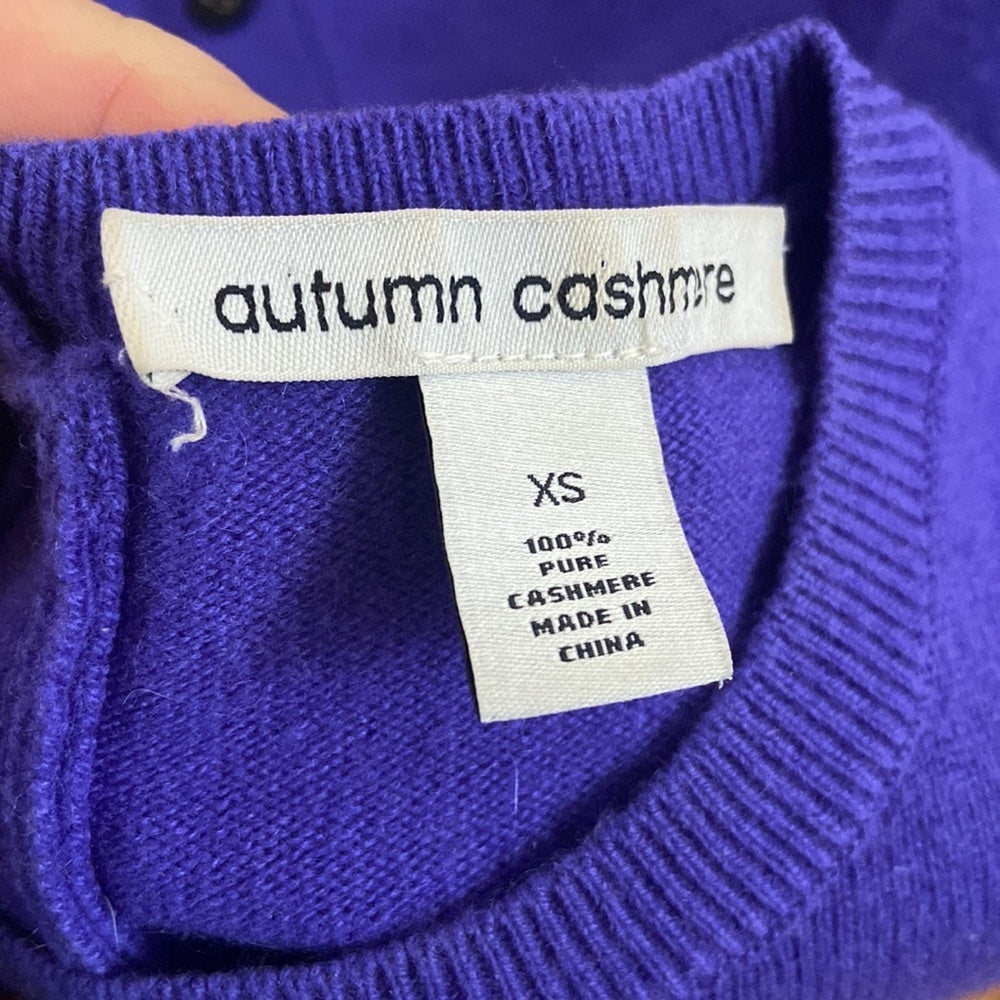 autumn cashmere
XS
100%
PURE
CASHMERE
MADE IN
CHINA